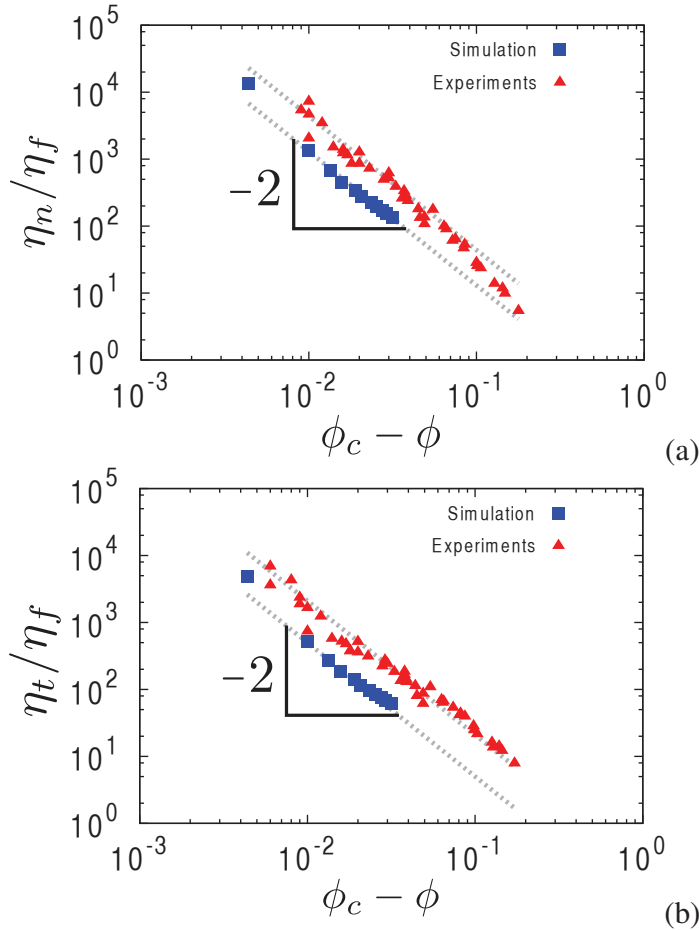 10^5
10^4
10^3
10^2
10^1
10^0
η_n/η_f
Simulation
Experiments
−2
10^-3 10^-2 10^-1 10^0
ϕ_c − ϕ
(a)
10^5
10^4
10^3
10^2
10^1
10^0
η_t/η_f
Simulation
Experiments
−2
10^-3 10^-2 10^-1 10^0
ϕ_c − ϕ
(b)